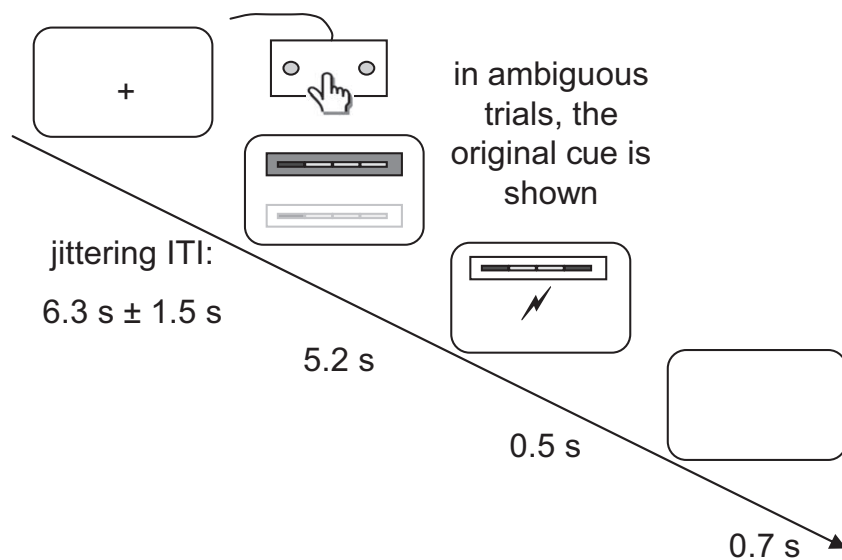 +
in ambiguous
trials, the
original cue is
shown
jittering ITI:
6.3 s ± 1.5 s
5.2 s
0.5 s
0.7 s